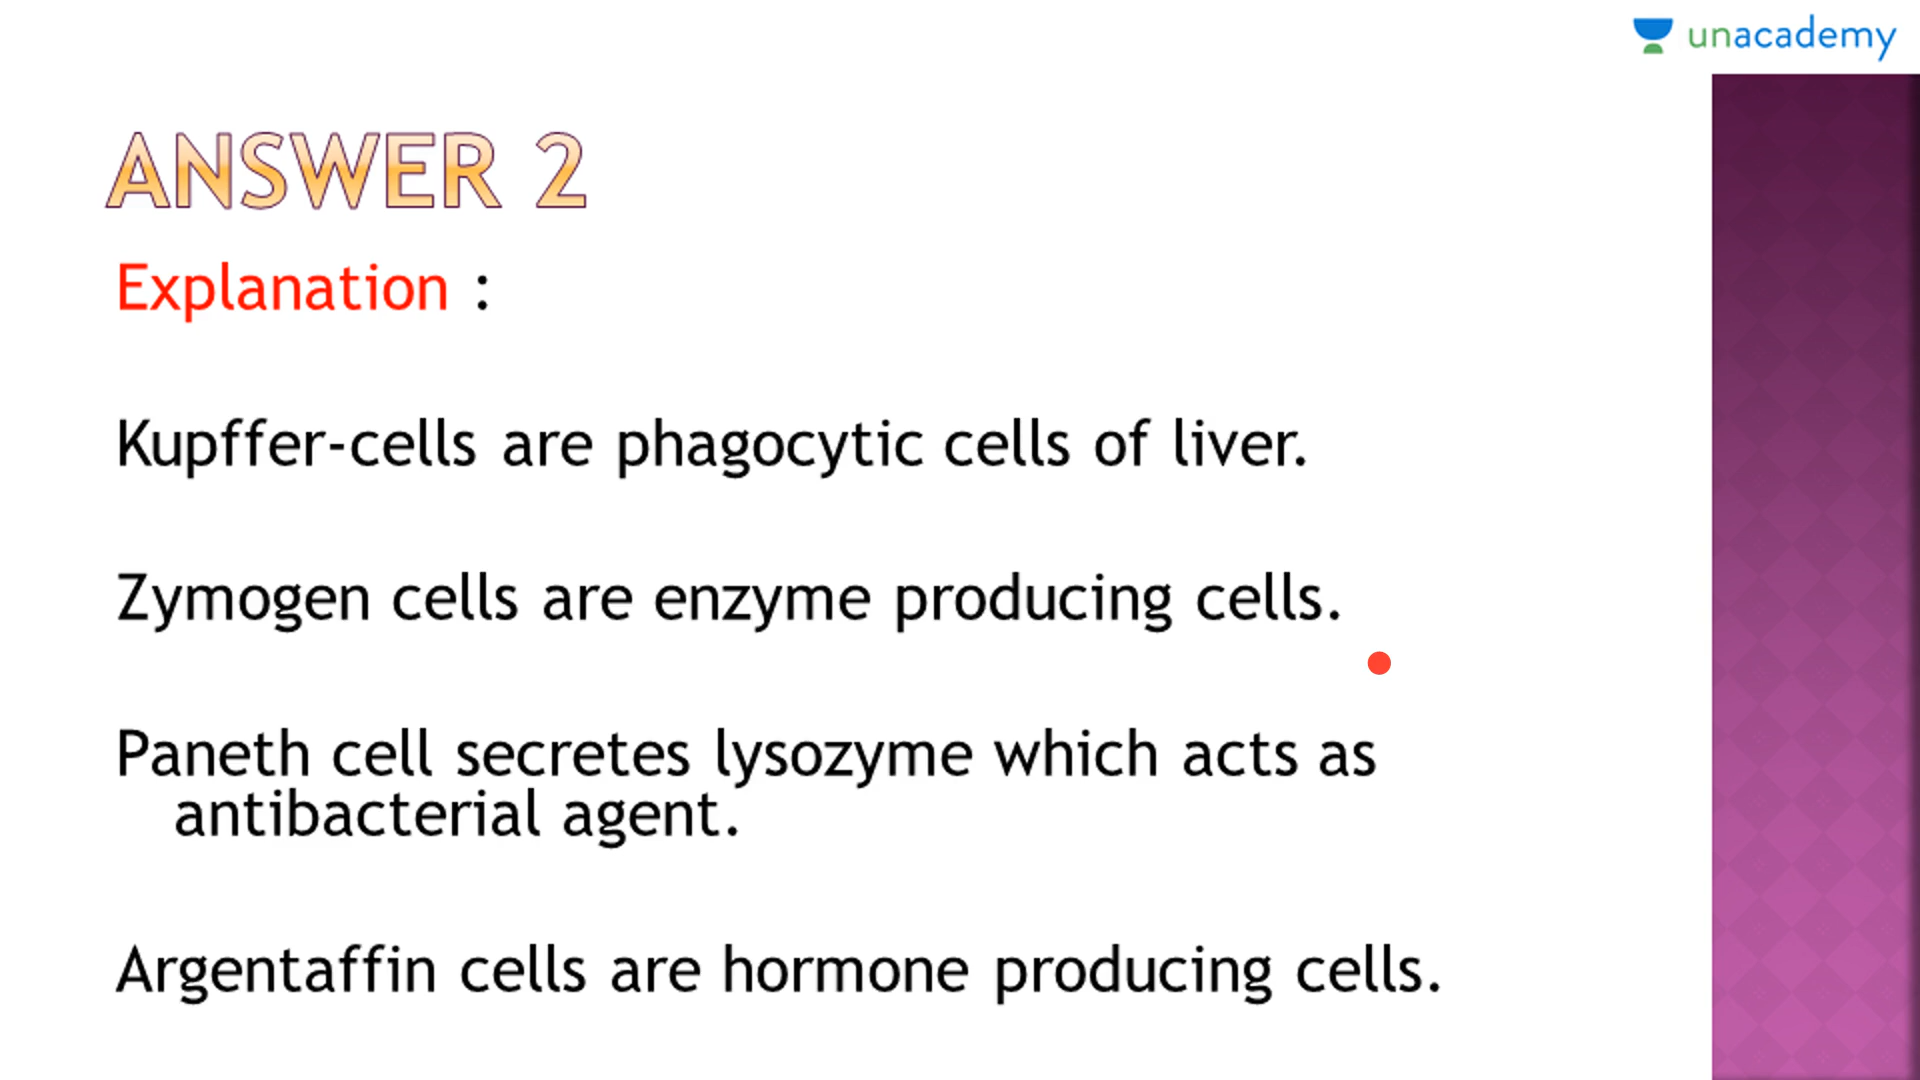 unacademy
ANSWER 2
Explanation :
Kupffer-cells are phagocytic cells of liver.
Zymogen cells are enzyme producing cells.
Paneth cell secretes lysozyme which acts as
antibacterial agent.
Argentaffin cells are hormone producing cells.